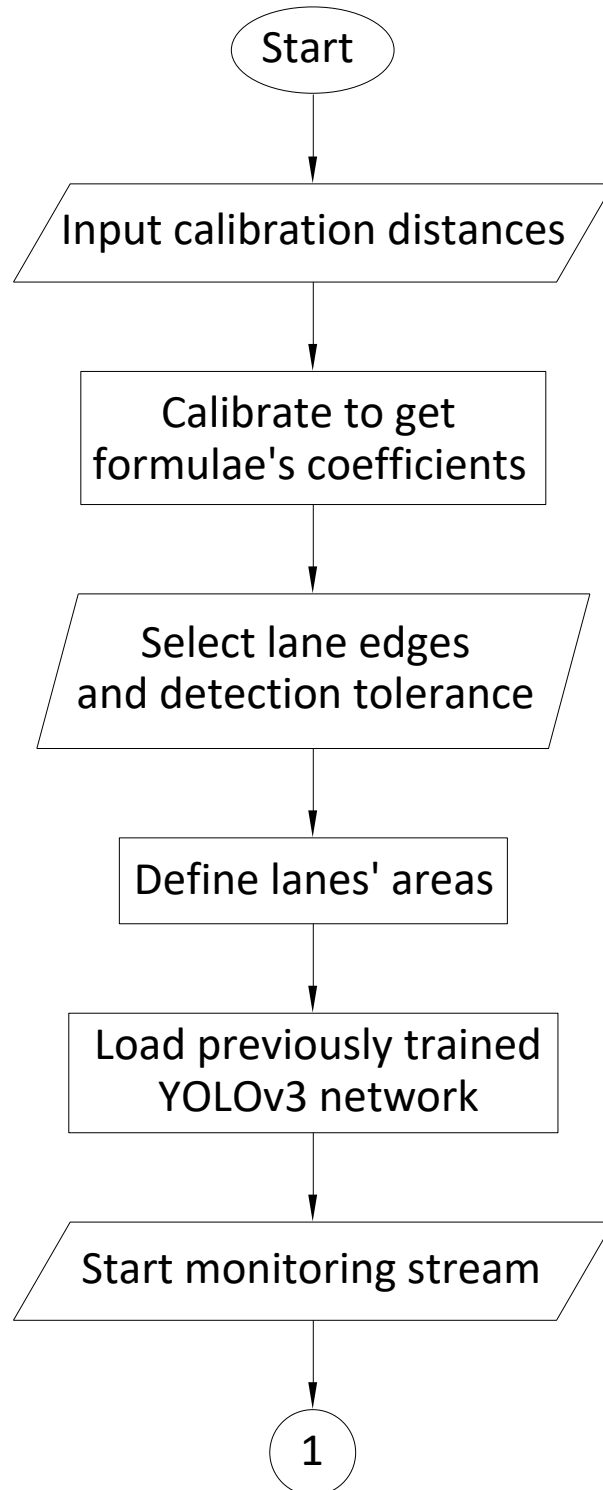 Start
Input calibration distances
Calibrate to get
formulae's coefficients
Select lane edges
and detection tolerance
Define lanes' areas
Load previously trained
YOLOv3 network
Start monitoring stream
1